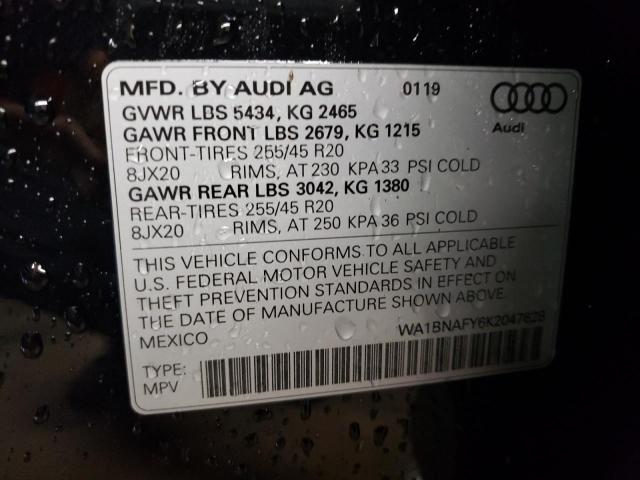 MFD. BY AUDI AG 0119
GVWR LBS 5434, KG 2465
GAWR FRONT LBS 2679, KG 1215
FRONT-TIRES 255/45 R20
8JX20 RIMS, AT 230 KPA 33 PSI COLD
GAWR REAR LBS 3042, KG 1380
REAR-TIRES 255/45 R20
8JX20 RIMS, AT 250 KPA 36 PSI COLD
Audi
THIS VEHICLE CONFORMS TO ALL APPLICABLE
U.S. FEDERAL MOTOR VEHICLE SAFETY AND
THEFT PREVENTION STANDARDS IN EFFECT ON
THE DATE OF MANUFACTURE SHOWN ABOVE.
MEXICO WA1BNAFY6K2047628
TYPE:
MPV